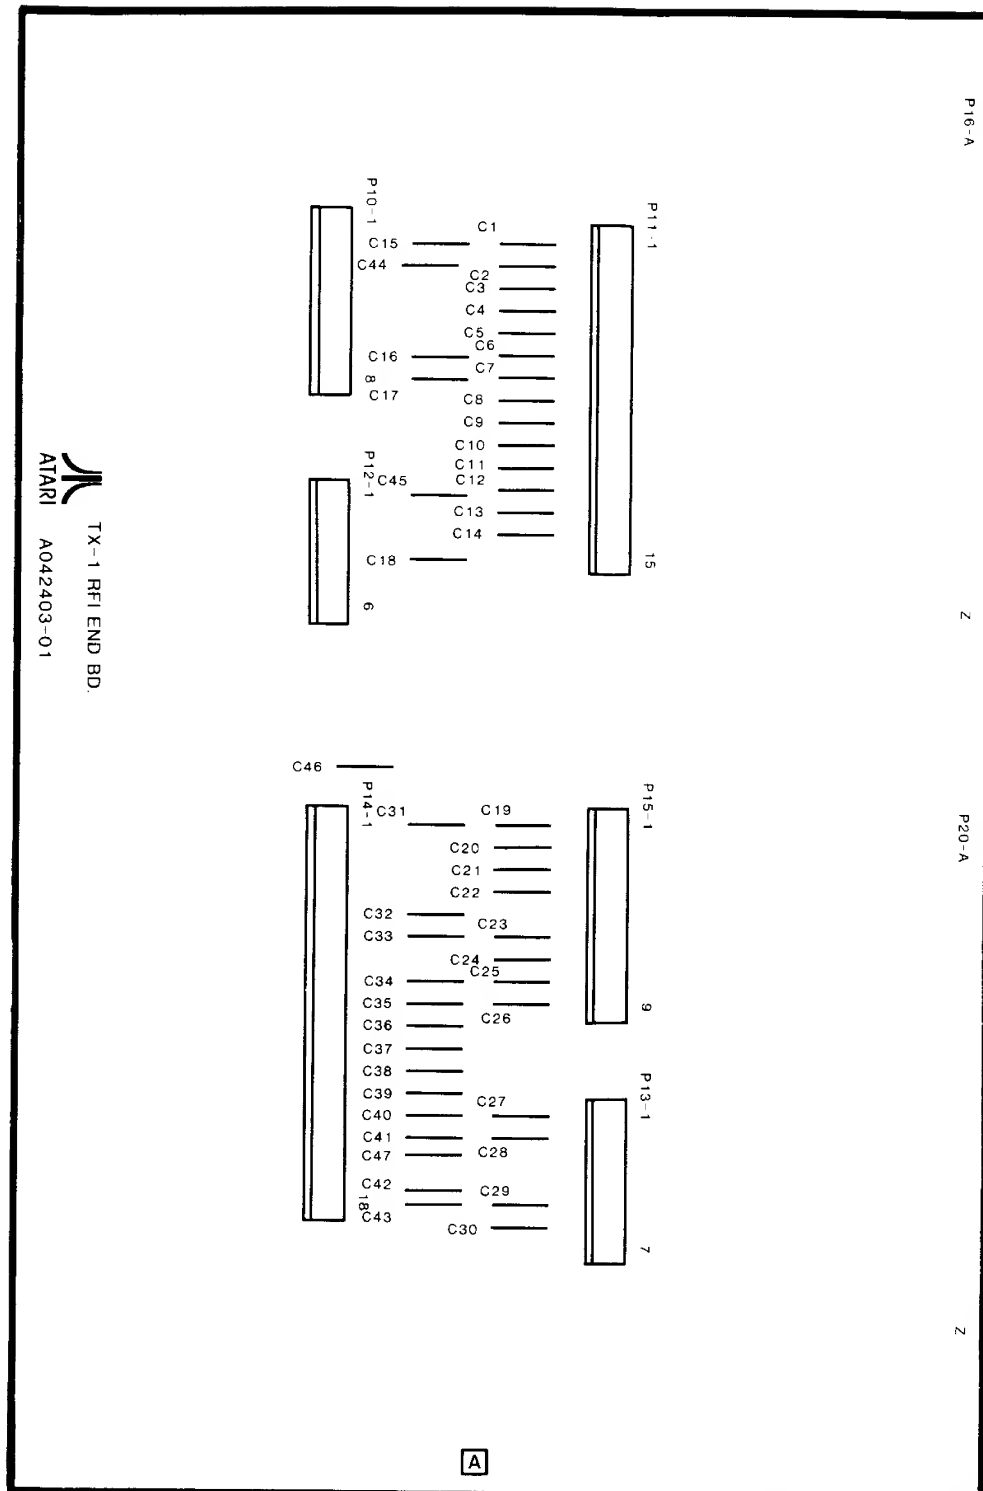 P16-A
P10-1
P11-1
C1
C15
C44
C2
C3
C4
C5
C6
C16
C7
8
C17
C8
C9
C10
P12-1
C45
C11
C12
C13
C14
C18
15
6
Z
ATARI
TX-1 RFI END BD.
A042403-01
C46
P14-1
C31
C19
P15-1
P20-A
C20
C21
C22
C32
C23
C33
C24
C25
C34
C35
C26
9
C36
C37
C38
C39
C27
P13-1
C40
C41
C28
C47
C42
C29
18
C43
C30
7
Z
A